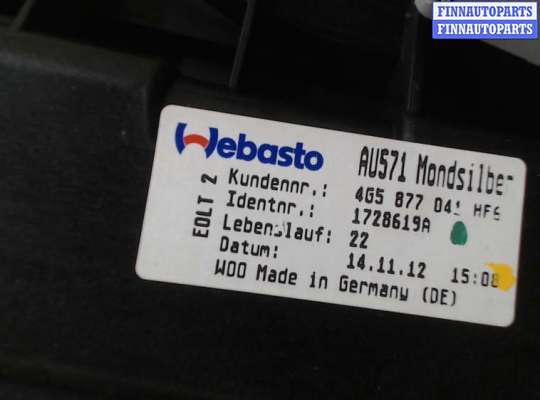 FINNAUTOPARTS
FINNAUTOPARTS
Webasto
AU571 Mondsilber
EOLT 2
Kundennr.: 4G5 877 041
Identnr.: 1728619A
Lebenslauf: 22
Datum: 14.11.12 15:08
W00 Made in Germany (DE)